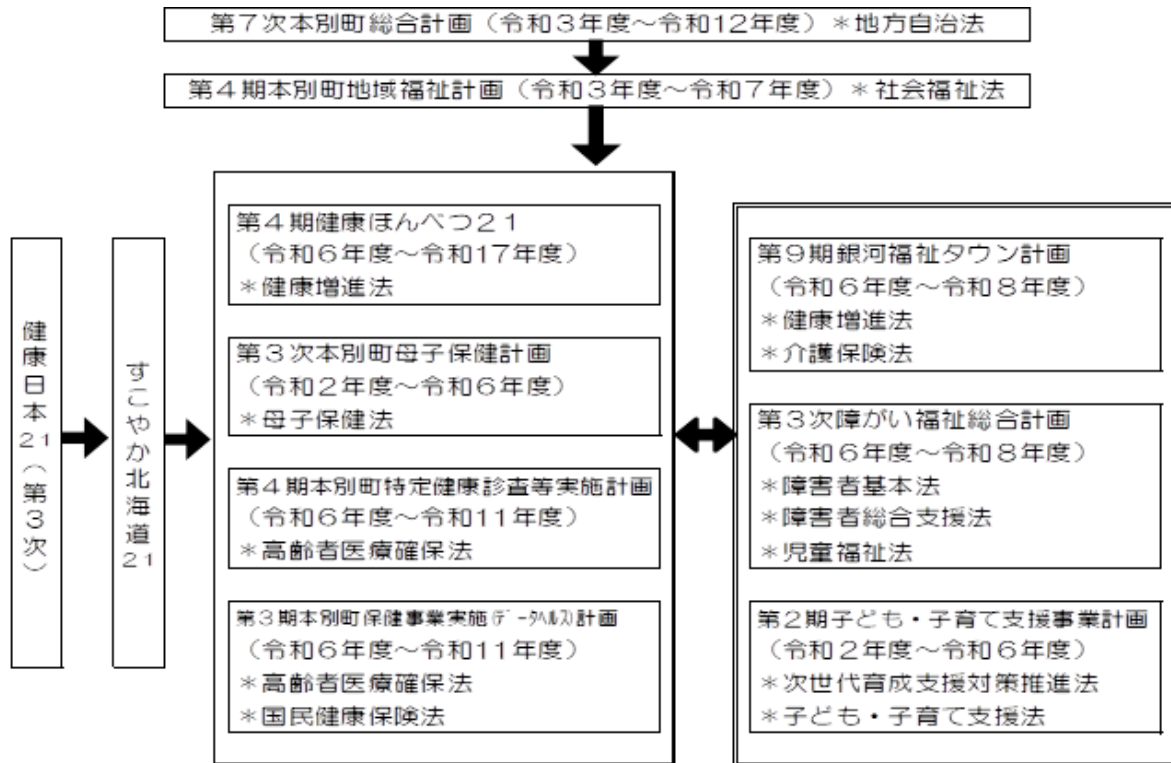 第7次本別町総合計画（令和3年度～令和12年度）＊地方自治法
第4期本別町地域福祉計画（令和3年度～令和7年度）＊社会福祉法
健康日本21（第3次）
すこやか北海道21
第4期健康ほんべつ21
（令和6年度～令和17年度）
＊健康増進法
第3次本別町母子保健計画
（令和2年度～令和6年度）
＊母子保健法
第4期本別町特定健康診査等実施計画
（令和6年度～令和11年度）
＊高齢者医療確保法
第3期本別町保健事業実施(ﾃﾞｰﾀﾍﾙｽ)計画
（令和6年度～令和11年度）
＊高齢者医療確保法
＊国民健康保険法
第9期銀河福祉タウン計画
（令和6年度～令和8年度）
＊健康増進法
＊介護保険法
第3次障がい福祉総合計画
（令和6年度～令和8年度）
＊障害者基本法
＊障害者総合支援法
＊児童福祉法
第2期子ども・子育て支援事業計画
（令和2年度～令和6年度）
＊次世代育成支援対策推進法
＊子ども・子育て支援法